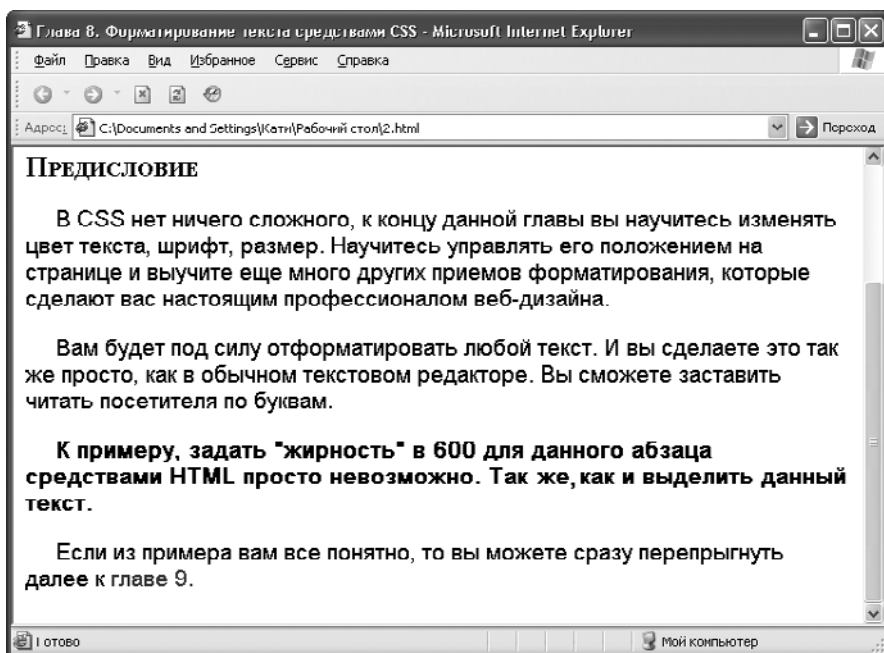 Глава 8. Форматирование текста средствами CSS - Microsoft Internet Explorer
Файл Правка Вид Избранное Сервис Справка
Адрес: C:\Documents and Settings\Катя\Рабочий стол\2.html Переход
Предисловие
В CSS нет ничего сложного, к концу данной главы вы научитесь изменять
цвет текста, шрифт, размер. Научитесь управлять его положением на
странице и выучите еще много других приемов форматирования, которые
сделают вас настоящим профессионалом веб-дизайна.
Вам будет под силу отформатировать любой текст. И вы сделаете это так
же просто, как в обычном текстовом редакторе. Вы сможете заставить
читать посетителя по буквам.
К примеру, задать "жирность" в 600 для данного абзаца
средствами HTML просто невозможно. Так же, как и выделить данный
текст.
Если из примера вам все понятно, то вы можете сразу перепрыгнуть
далее к главе 9.
Готово Мой компьютер